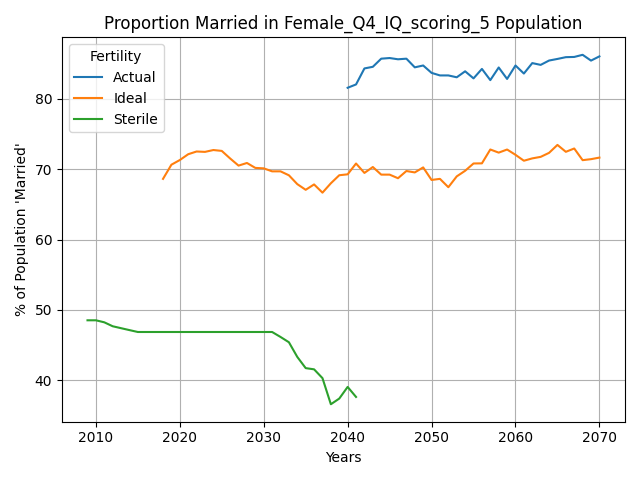 Proportion Married in Female_Q4_IQ_scoring_5 Population
Fertility
Actual
Ideal
Sterile
% of Population 'Married'
80
70
60
50
40
2010 2020 2030 2040 2050 2060 2070
Years